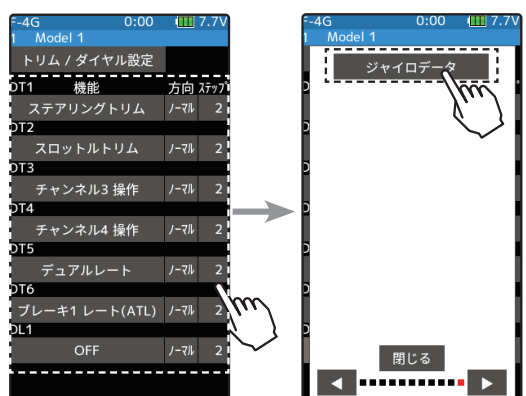 F-4G 0:00 7.7V
1 Model 1
トリム / ダイヤル設定
DT1 機能 方向 ステップ
ステアリングトリム ノーマル 2
DT2
スロットルトリム ノーマル 2
DT3
チャンネル3 操作 ノーマル 2
DT4
チャンネル4 操作 ノーマル 2
DT5
デュアルレート ノーマル 2
DT6
ブレーキ1 レート(ATL) ノーマル 2
DL1
OFF ノーマル 2
F-4G 0:00 7.7V
1 Model 1
ジャイロデータ
閉じる